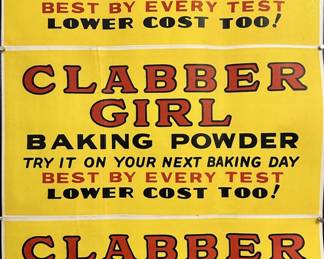 BEST BY EVERY TEST
LOWER COST TOO!
CLABBER
GIRL
BAKING POWDER
TRY IT ON YOUR NEXT BAKING DAY
BEST BY EVERY TEST
LOWER COST TOO!
CLABBER